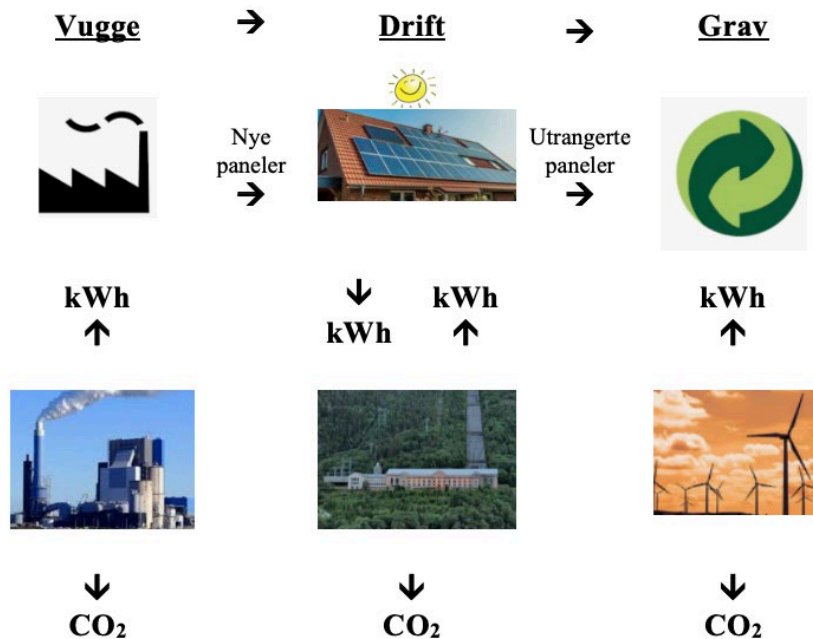 Vugge → Drift → Grav
Nye
paneler
→
Utrangerte
paneler
→
kWh
↑
↓
kWh
kWh
↑
kWh
↑
↓
CO₂
↓
CO₂
↓
CO₂